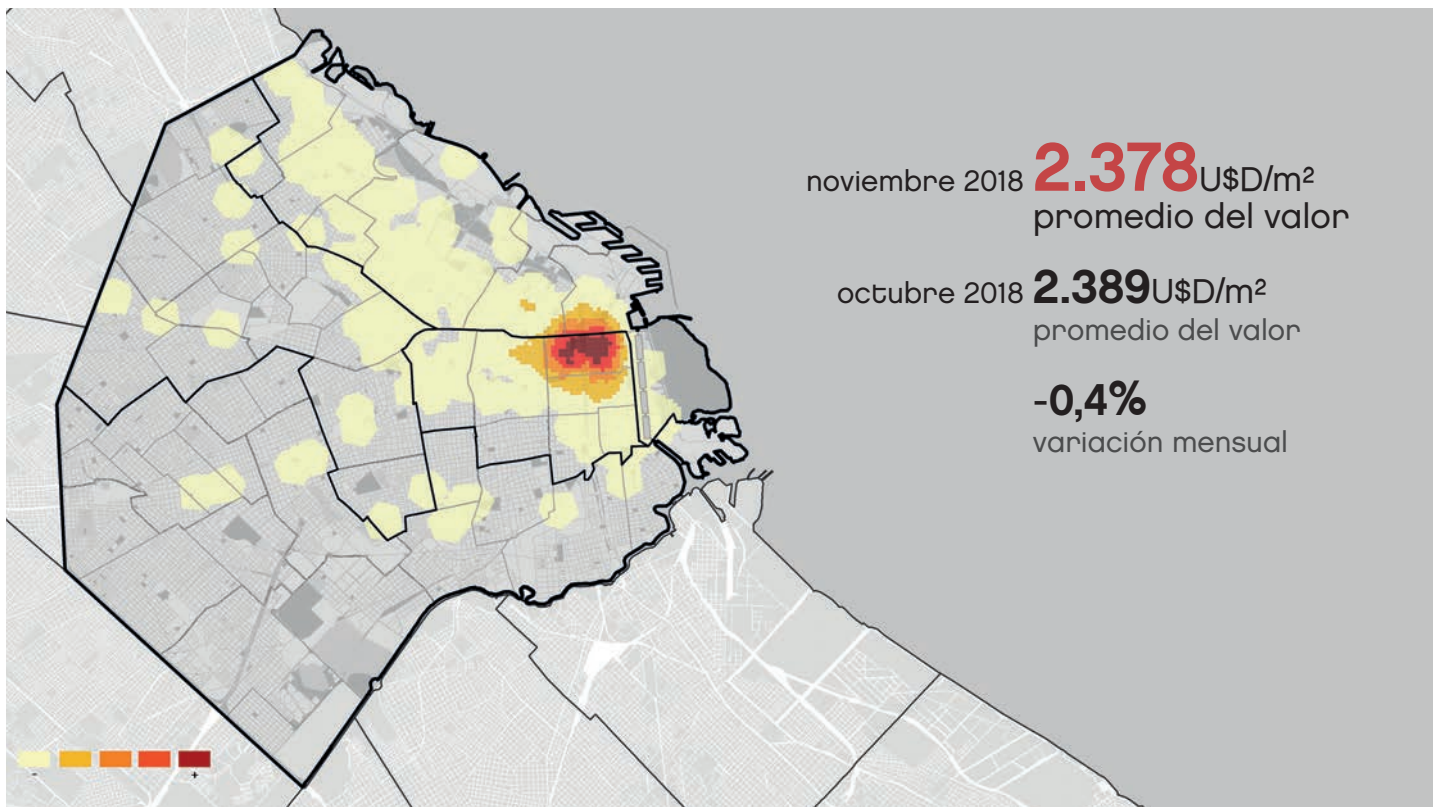 noviembre 2018 2.378U$D/m²
promedio del valor
octubre 2018 2.389U$D/m²
promedio del valor
-0,4%
variación mensual
- +